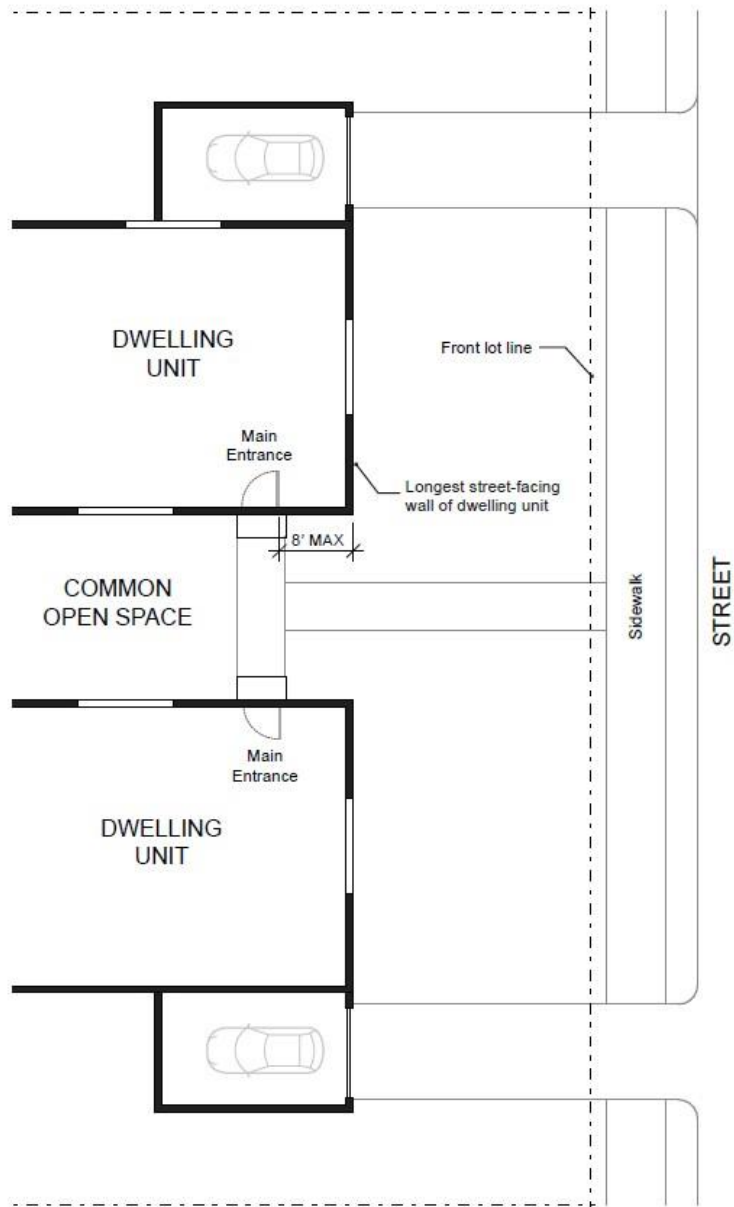 DWELLING
UNIT
Front lot line
Main
Entrance
Longest street-facing
wall of dwelling unit
8' MAX
COMMON
OPEN SPACE
Sidewalk
STREET
Main
Entrance
DWELLING
UNIT